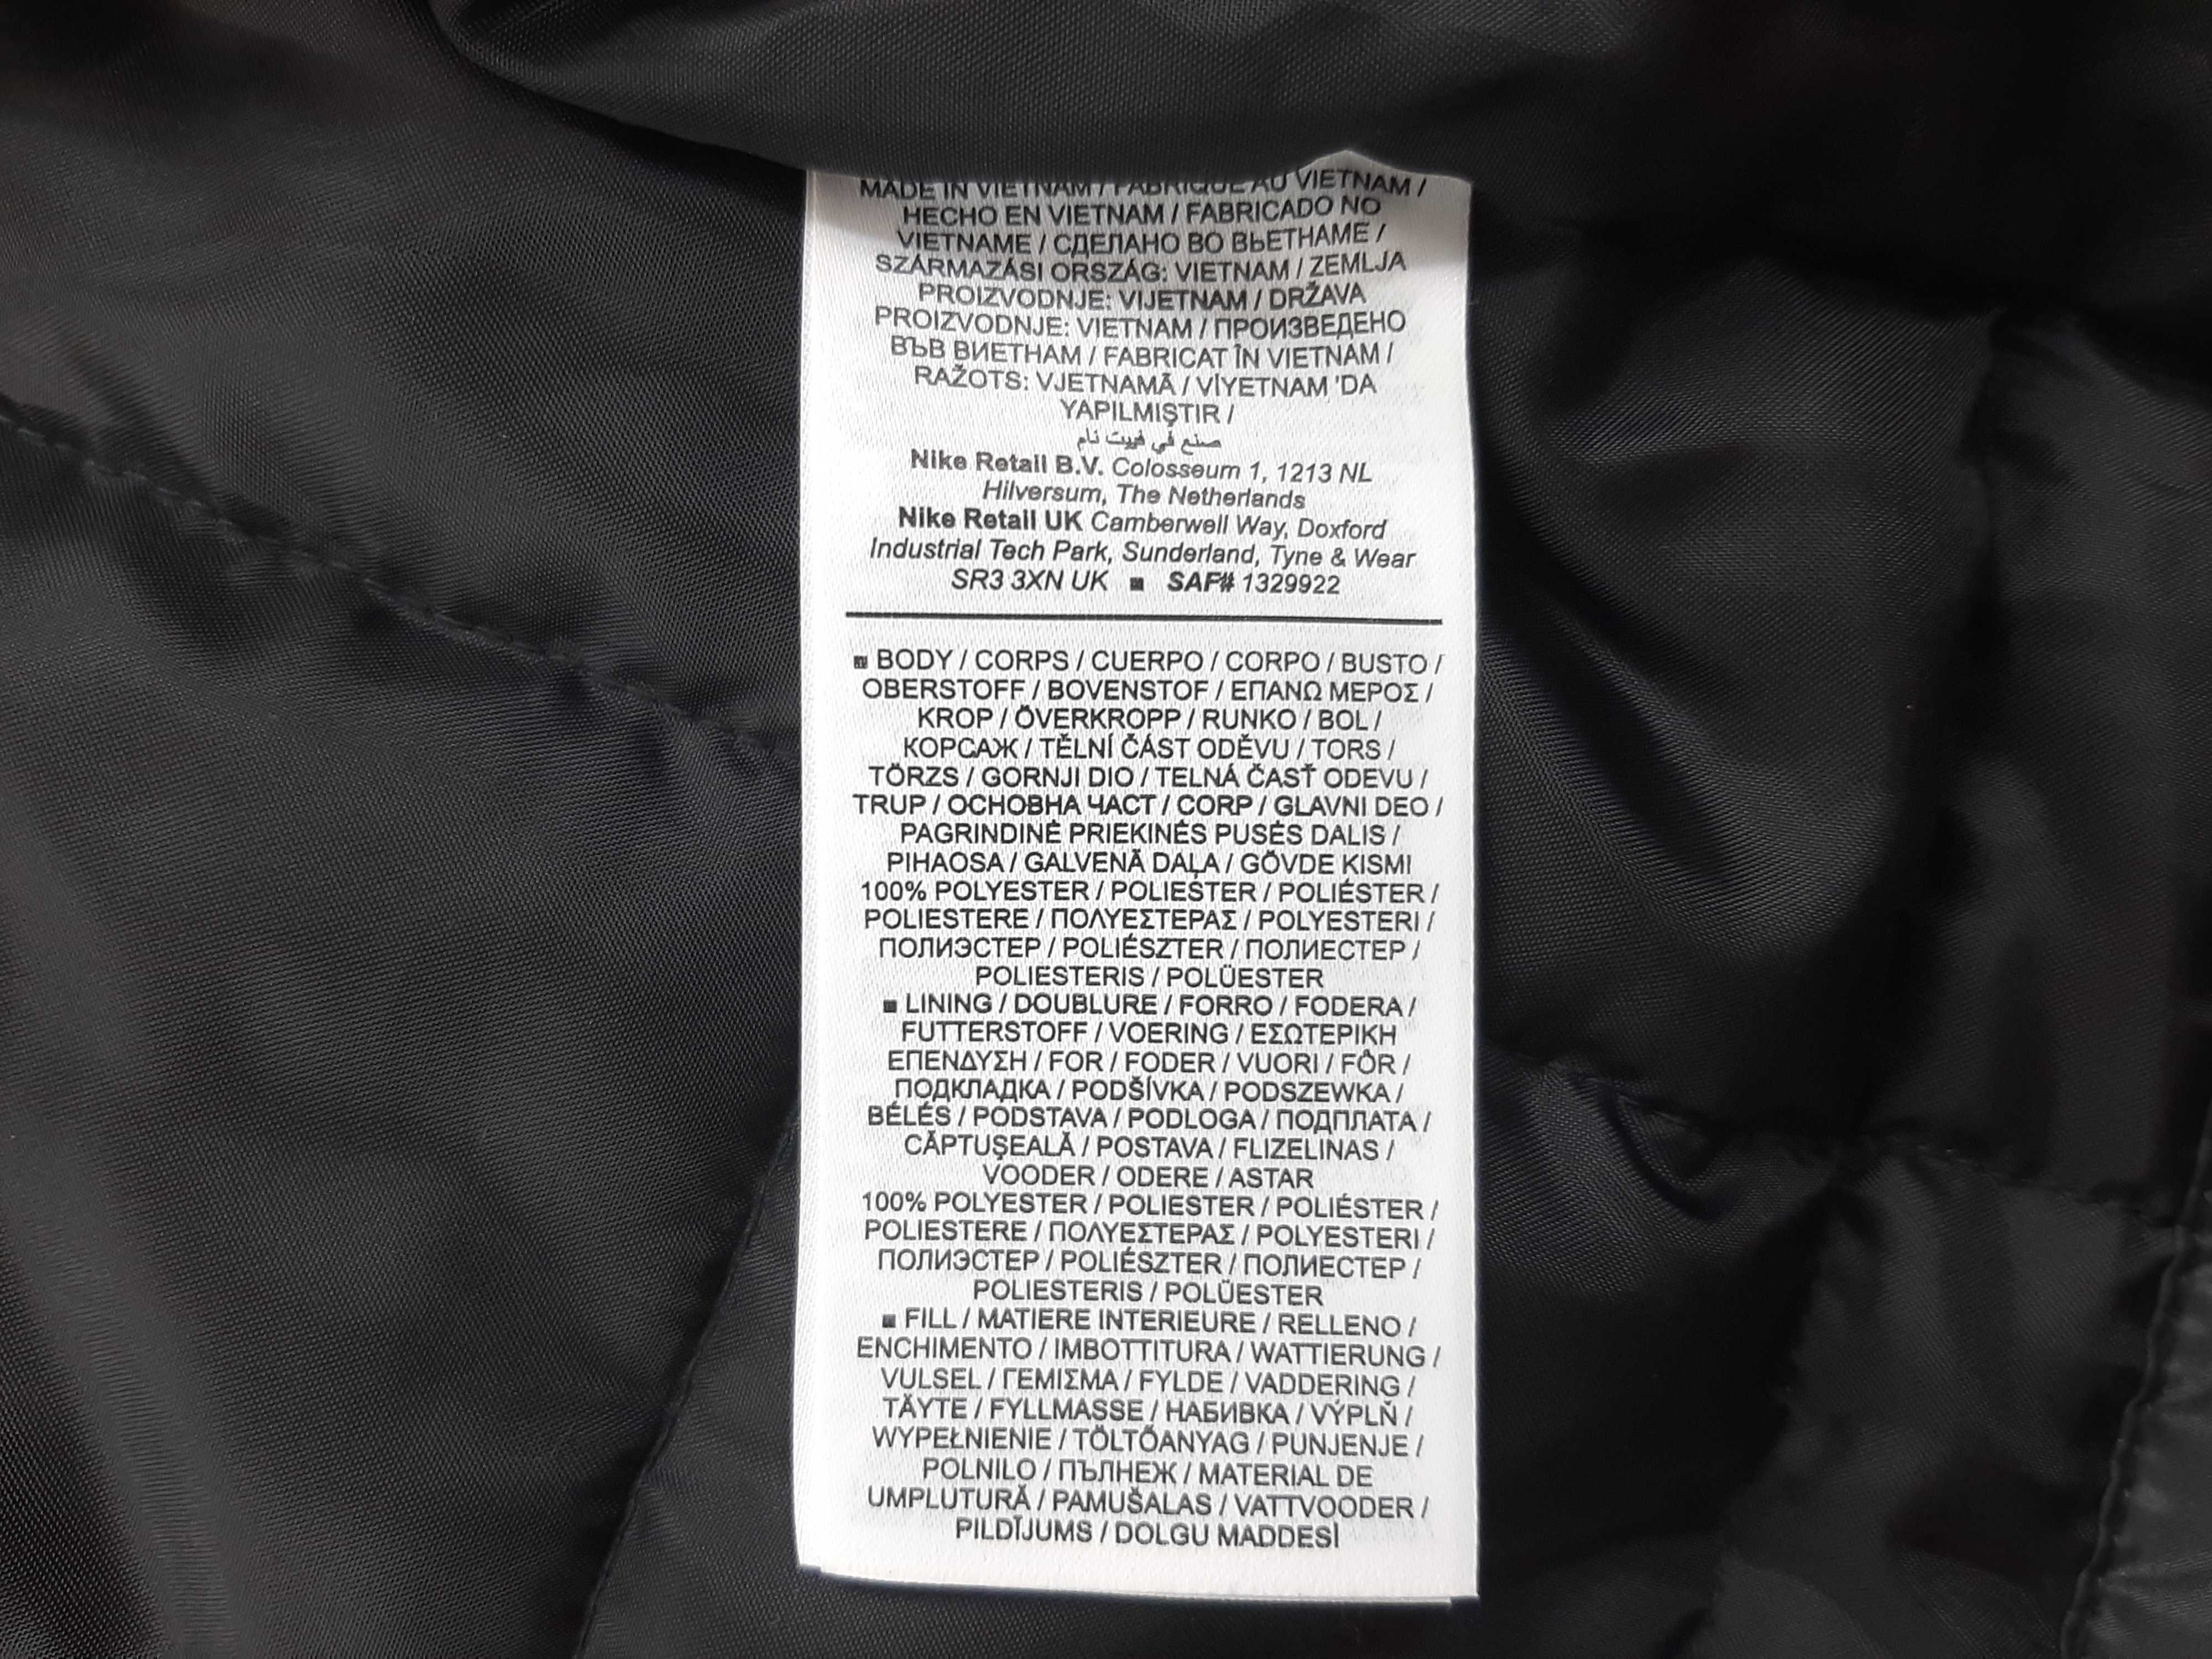 MADE IN VIETNAM / FABRIQUE AU VIETNAM /
HECHO EN VIETNAM / FABRICADO NO
VIETNAME / СДЕЛАНО ВО ВЬЕТНАМЕ /
SZÁRMAZÁSI ORSZÁG: VIETNAM / ZEMLJA
PROIZVODNJE: VIJETNAM / DRŽAVA
PROIZVODNJE: VIETNAM / ПРОИЗВЕДЕНО
ВЪВ ВИЕТНАМ / FABRICAT ÎN VIETNAM /
RAŽOTS: VJETNAMĀ / VİYETNAM 'DA
YAPILMIŞTIR /
صنع في فييت نام
Nike Retail B.V. Colosseum 1, 1213 NL
Hilversum, The Netherlands
Nike Retail UK Camberwell Way, Doxford
Industrial Tech Park, Sunderland, Tyne & Wear
SR3 3XN UK ■ SAF# 1329922
■ BODY / CORPS / CUERPO / CORPO / BUSTO /
OBERSTOFF / BOVENSTOF / ΕΠΑΝΩ ΜΕΡΟΣ /
KROP / ÖVERKROPP / RUNKO / BOL /
КОРСАЖ / TĚLNÍ ČÁST ODĚVU / TORS /
TÖRZS / GORNJI DIO / TELNÁ ČASŤ ODEVU /
TRUP / ОСНОВНА ЧАСТ / CORP / GLAVNI DEO /
PAGRINDINĖ PRIEKINĖS PUSĖS DALIS /
PIHAOSA / GALVENĀ DAĻA / GÖVDE KISMI
100% POLYESTER / POLIESTER / POLIÉSTER /
POLIESTERE / ΠΟΛΥΕΣΤΕΡΑΣ / POLYESTERI /
ПОЛИЭСТЕР / POLIÉSZTER / ПОЛИЕСТЕР /
POLIESTERIS / POLÜESTER
■ LINING / DOUBLURE / FORRO / FODERA /
FUTTERSTOFF / VOERING / ΕΣΩΤΕΡΙΚΗ
ΕΠΕΝΔΥΣΗ / FOR / FODER / VUORI / FÔR /
ПОДКЛАДКА / PODŠÍVKA / PODSZEWKA /
BÉLÉS / PODSTAVA / PODLOGA / ПОДПЛАТА /
CĂPTUŞEALĂ / POSTAVA / FLIZELINAS /
VOODER / ODERE / ASTAR
100% POLYESTER / POLIESTER / POLIÉSTER /
POLIESTERE / ΠΟΛΥΕΣΤΕΡΑΣ / POLYESTERI /
ПОЛИЭСТЕР / POLIÉSZTER / ПОЛИЕСТЕР /
POLIESTERIS / POLÜESTER
■ FILL / MATIERE INTERIEURE / RELLENO /
ENCHIMENTO / IMBOTTITURA / WATTIERUNG /
VULSEL / ΓΕΜΙΣΜΑ / FYLDE / VADDERING /
TÄYTE / FYLLMASSE / НАБИВКА / VÝPLŇ /
WYPEŁNIENIE / TÖLTŐANYAG / PUNJENJE /
POLNILO / ПЪЛНЕЖ / MATERIAL DE
UMPLUTURĂ / PAMUŠALAS / VATTVOODER /
PILDĪJUMS / DOLGU MADDESİ